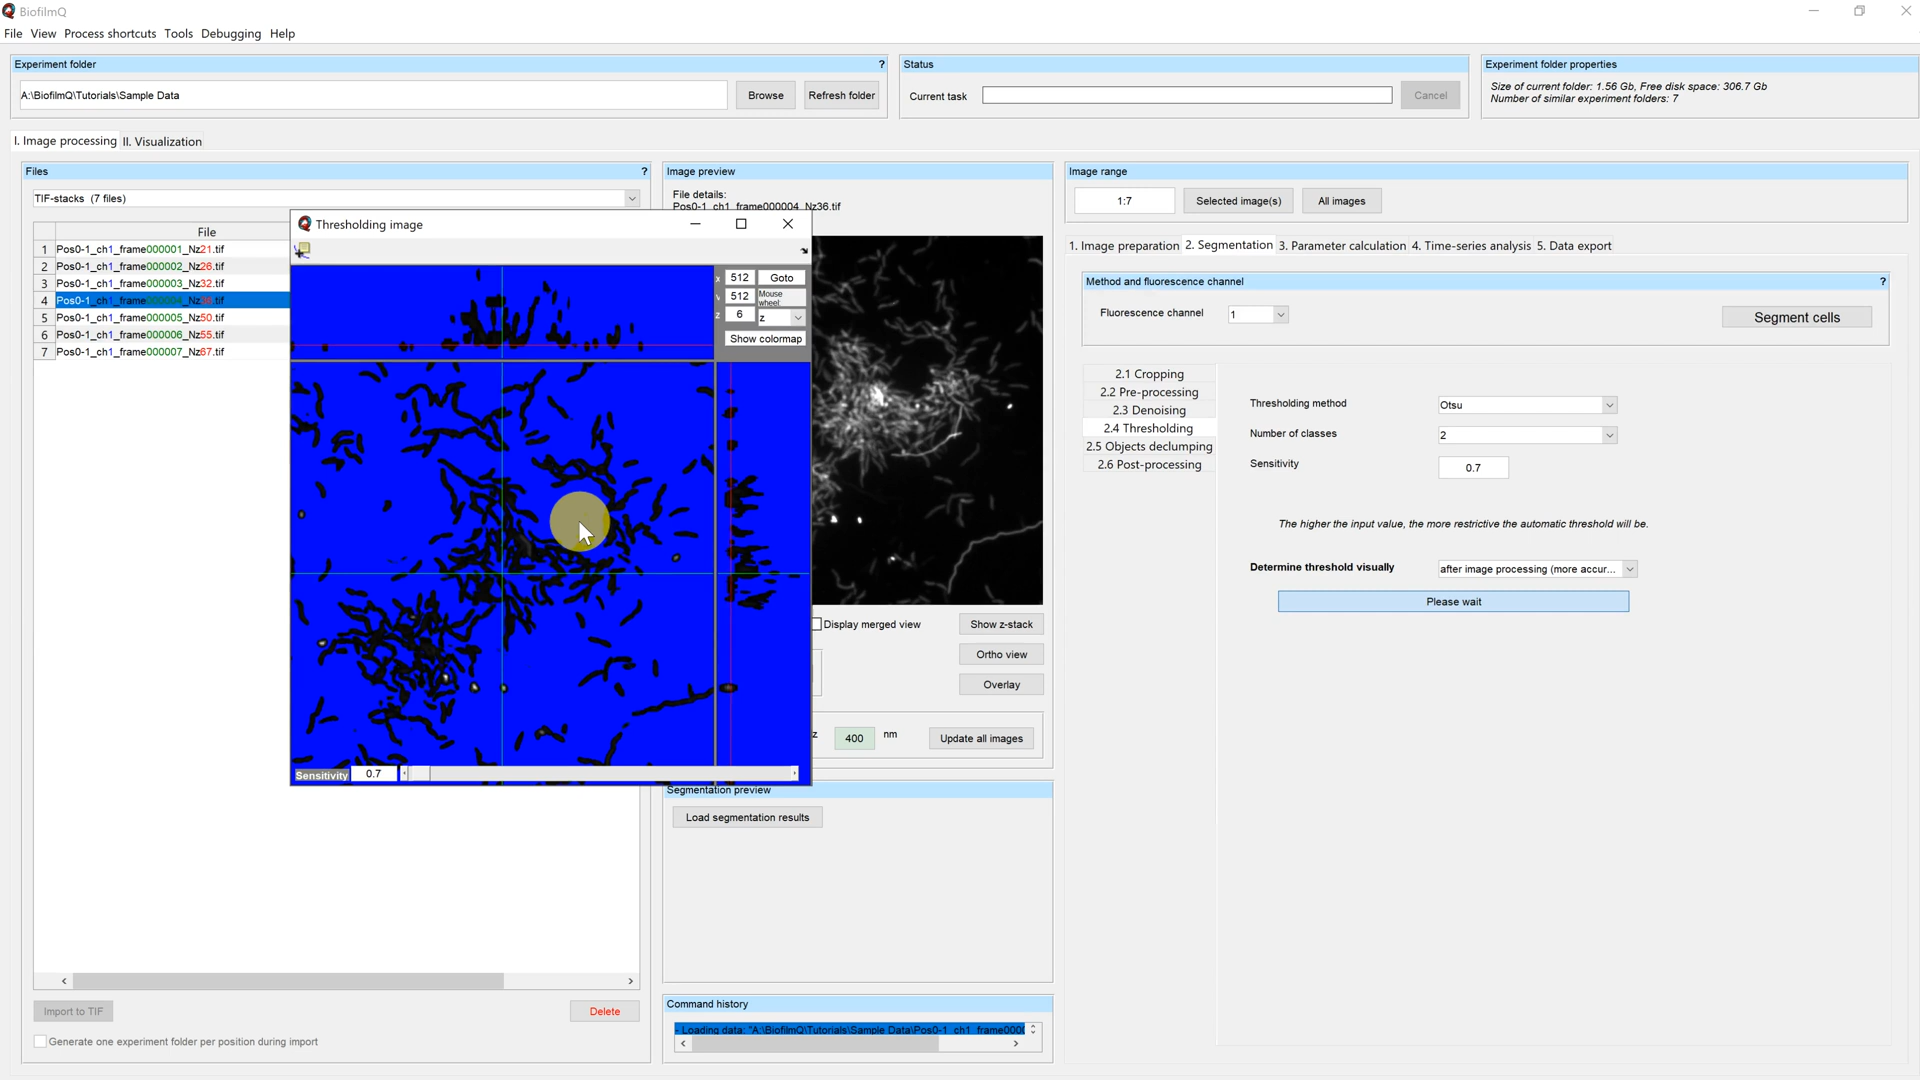 BiofilmQ
File View Process shortcuts Tools Debugging Help
Experiment folder ?
A:\BiofilmQ\Tutorials\Sample Data
Browse
Refresh folder
Status
Current task
Cancel
Experiment folder properties
Size of current folder: 1.56 Gb, Free disk space: 306.7 Gb
Number of similar experiment folders: 7
I. Image processing II. Visualization
Files ?
TIF-stacks (7 files)
File
1 Pos0-1_ch1_frame000001_Nz21.tif
2 Pos0-1_ch1_frame000002_Nz26.tif
3 Pos0-1_ch1_frame000003_Nz32.tif
4 Pos0-1_ch1_frame000004_Nz36.tif
5 Pos0-1_ch1_frame000005_Nz50.tif
6 Pos0-1_ch1_frame000006_Nz55.tif
7 Pos0-1_ch1_frame000007_Nz67.tif
Import to TIF
Delete
Generate one experiment folder per position during import
Thresholding image
x 512 Goto
512 Mouse wheel:
z 6 z
Show colormap
Sensitivity 0.7
Image preview
File details:
Pos0-1_ch1_frame000004_Nz36.tif
Display merged view
Show z-stack
Ortho view
Overlay
z 400 nm
Update all images
Segmentation preview
Load segmentation results
Command history
- Loading data: "A:\BiofilmQ\Tutorials\Sample Data\Pos0-1_ch1_frame000
Image range
1:7
Selected image(s)
All images
1. Image preparation 2. Segmentation 3. Parameter calculation 4. Time-series analysis 5. Data export
Method and fluorescence channel ?
Fluorescence channel 1
Segment cells
2.1 Cropping
2.2 Pre-processing
2.3 Denoising
2.4 Thresholding
2.5 Objects declumping
2.6 Post-processing
Thresholding method Otsu
Number of classes 2
Sensitivity 0.7
The higher the input value, the more restrictive the automatic threshold will be.
Determine threshold visually after image processing (more accur...
Please wait